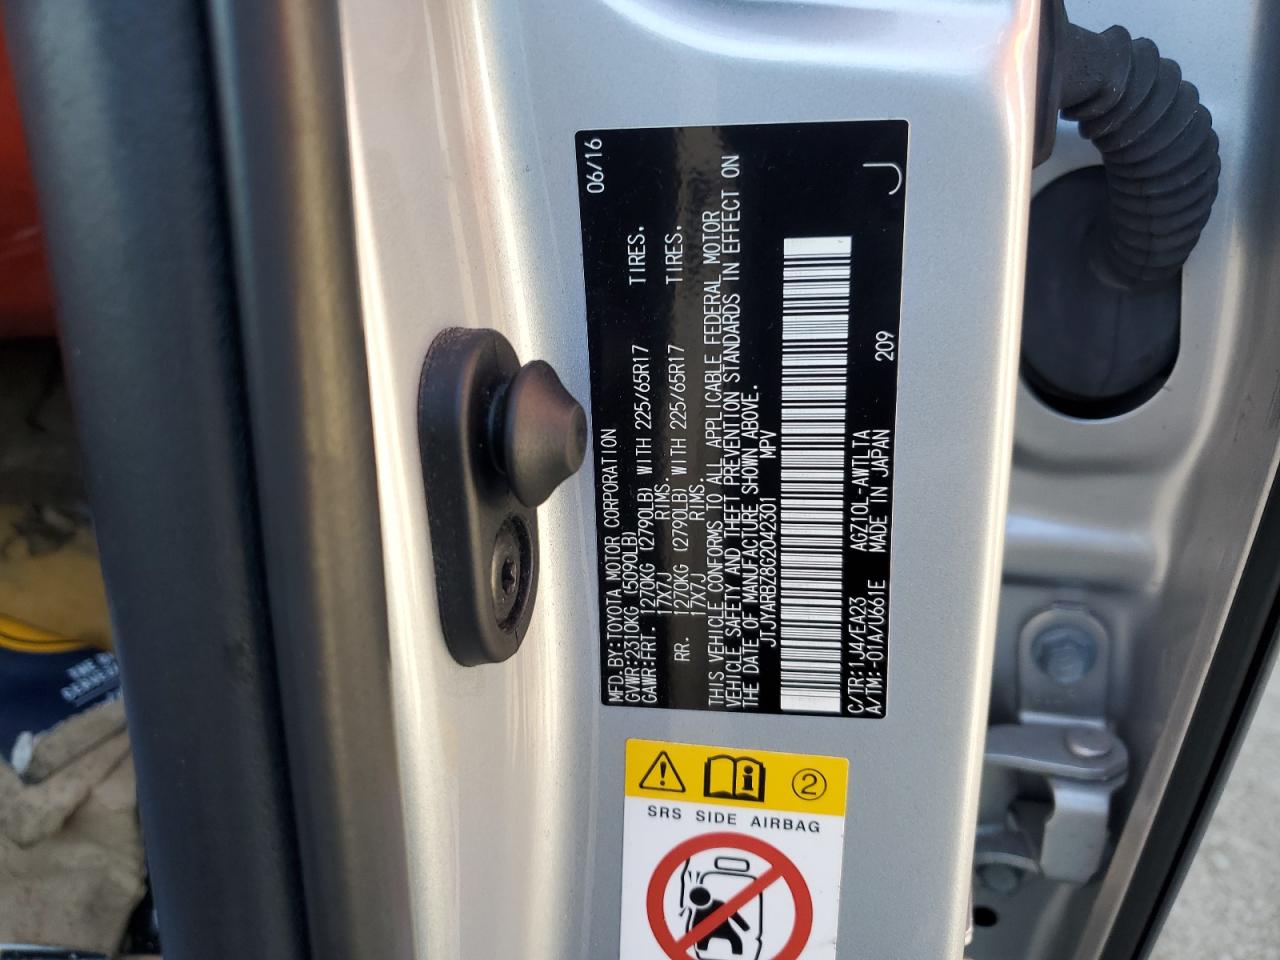 MFD. BY:TOYOTA MOTOR CORPORATION 06/16
GVWR:2310KG (5090LB)
GAWR:FRT. 1270KG (2790LB) WITH 225/65R17 TIRES.
17X7J RIMS.
RR. 1270KG (2790LB) WITH 225/65R17 TIRES.
17X7J RIMS.
THIS VEHICLE CONFORMS TO ALL APPLICABLE FEDERAL MOTOR
VEHICLE SAFETY AND THEFT PREVENTION STANDARDS IN EFFECT ON
THE DATE OF MANUFACTURE SHOWN ABOVE.
JTJYARBZ8G2042301 MPV
C/TR:1J4/EA23 AGZ10L-AWTLTA 209
A/TM:-01A/U661E MADE IN JAPAN
J
2
SRS SIDE AIRBAG